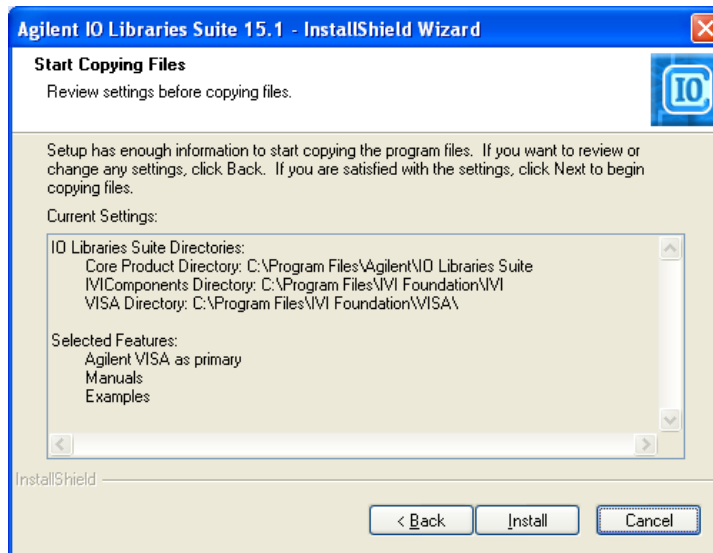 Agilent IO Libraries Suite 15.1 - InstallShield Wizard
Start Copying Files
Review settings before copying files.
IO
Setup has enough information to start copying the program files. If you want to review or
change any settings, click Back. If you are satisfied with the settings, click Next to begin
copying files.
Current Settings:
IO Libraries Suite Directories:
Core Product Directory: C:\Program Files\Agilent\IO Libraries Suite
IVIComponents Directory: C:\Program Files\IVI Foundation\IVI
VISA Directory: C:\Program Files\IVI Foundation\VISA\
Selected Features:
Agilent VISA as primary
Manuals
Examples
InstallShield
< Back Install Cancel